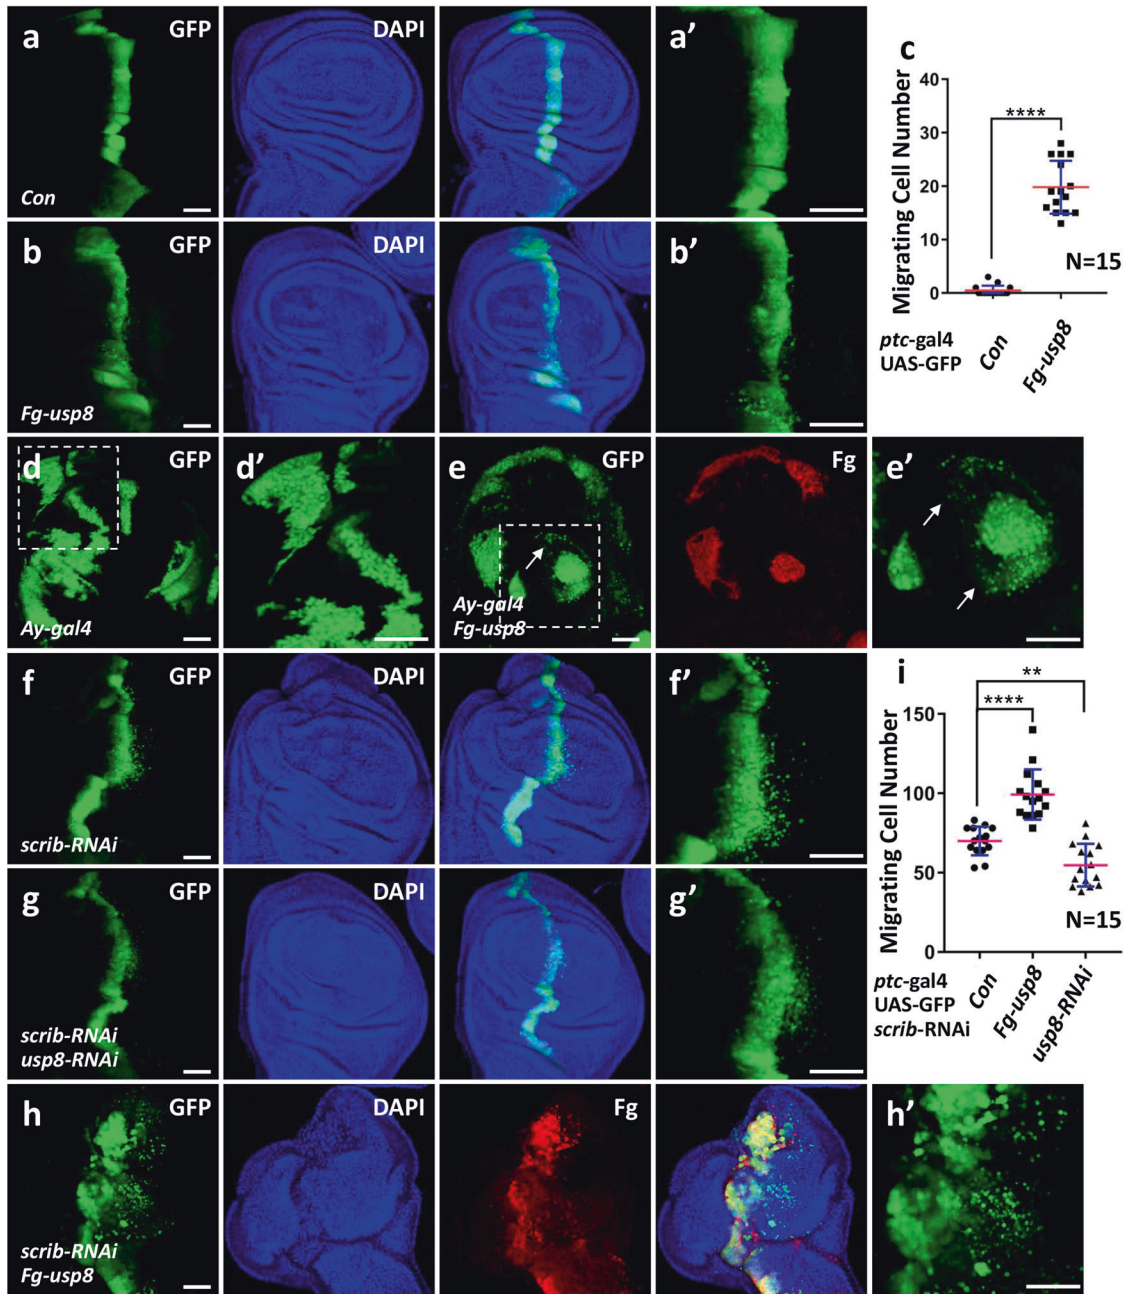 a
GFP
DAPI
a’
Con
c
Migrating Cell Number
40
30
20
10
0
****
N=15
ptc-gal4
UAS-GFP
Con
Fg-usp8
b
GFP
DAPI
b’
Fg-usp8
d
GFP
Ay-gal4
d’
e
GFP
Ay-gal4
Fg-usp8
Fg
e’
f
GFP
DAPI
f’
scrib-RNAi
i
Migrating Cell Number
150
100
50
0
**
****
N=15
ptc-gal4
UAS-GFP
scrib-RNAi
Con
Fg-usp8
usp8-RNAi
g
GFP
DAPI
g’
scrib-RNAi
usp8-RNAi
h
GFP
DAPI
Fg
h’
scrib-RNAi
Fg-usp8